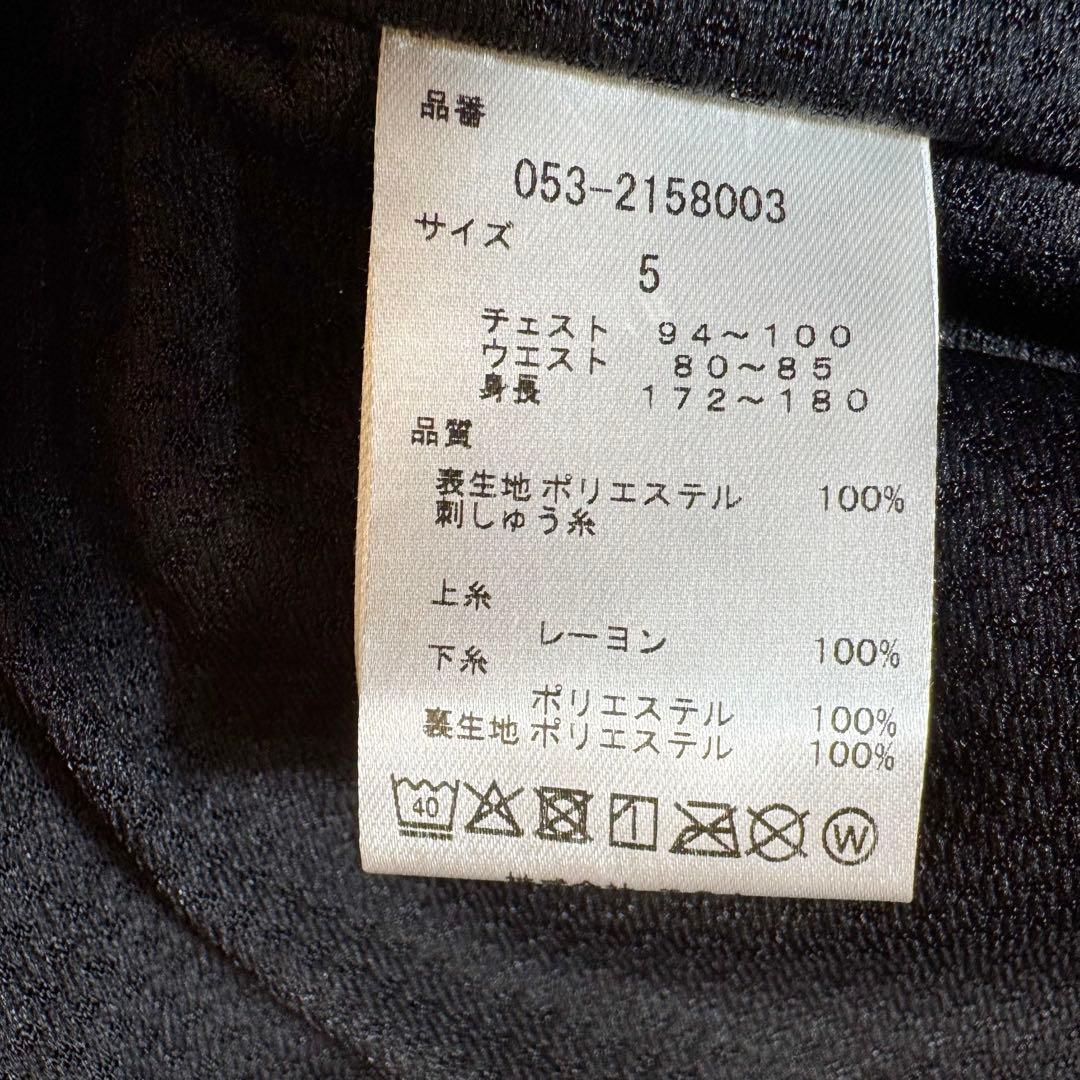 品番
053-2158003
サイズ
5
チェスト 94～100
ウエスト 80～85
身長 172～180
品質
表生地 ポリエステル 100%
刺しゅう糸
上糸
レーヨン 100%
下糸
ポリエステル 100%
裏生地 ポリエステル 100%
40
W